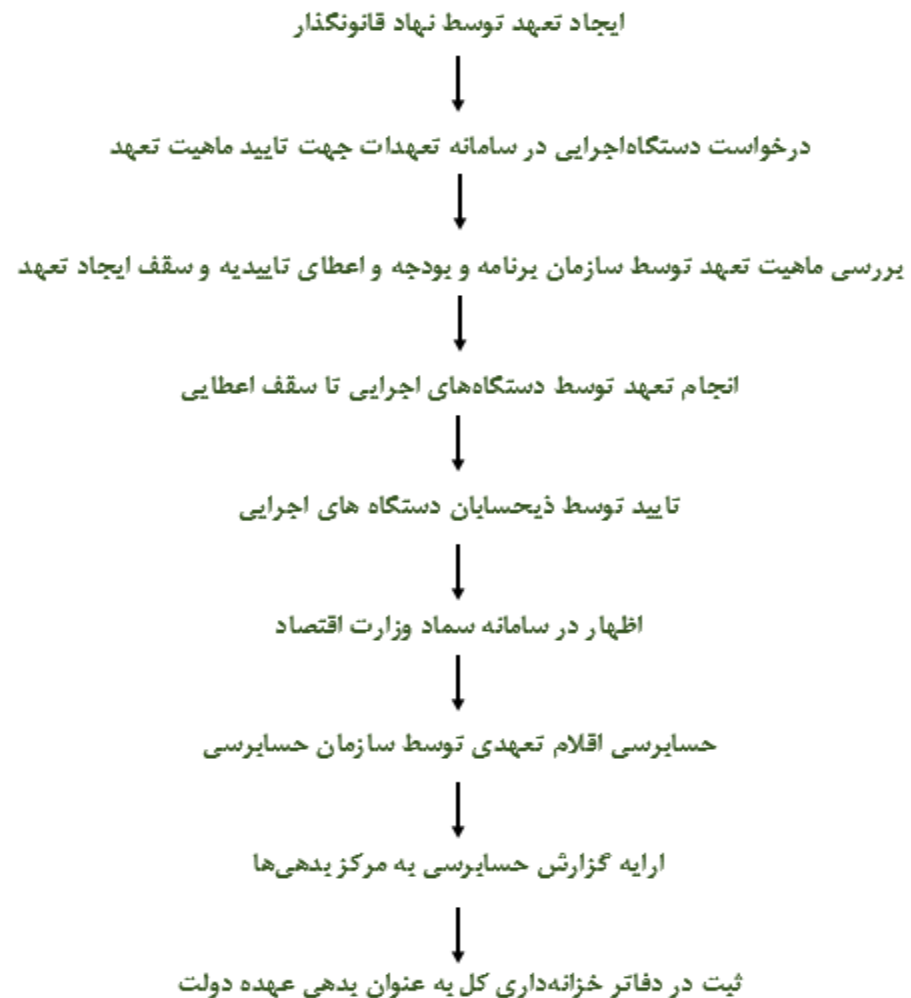 ایجاد تعهد توسط نهاد قانونگذار
درخواست دستگاه‌اجرایی در سامانه تعهدات جهت تایید ماهیت تعهد
بررسی ماهیت تعهد توسط سازمان برنامه و بودجه و اعطای تاییدیه و سقف ایجاد تعهد
انجام تعهد توسط دستگاه‌های اجرایی تا سقف اعطایی
تایید توسط ذیحسابان دستگاه های اجرایی
اظهار در سامانه سماد وزارت اقتصاد
حسابرسی اقلام تعهدی توسط سازمان حسابرسی
ارایه گزارش حسابرسی به مرکز بدهی‌ها
ثبت در دفاتر خزانه‌داری کل به عنوان بدهی عهده دولت